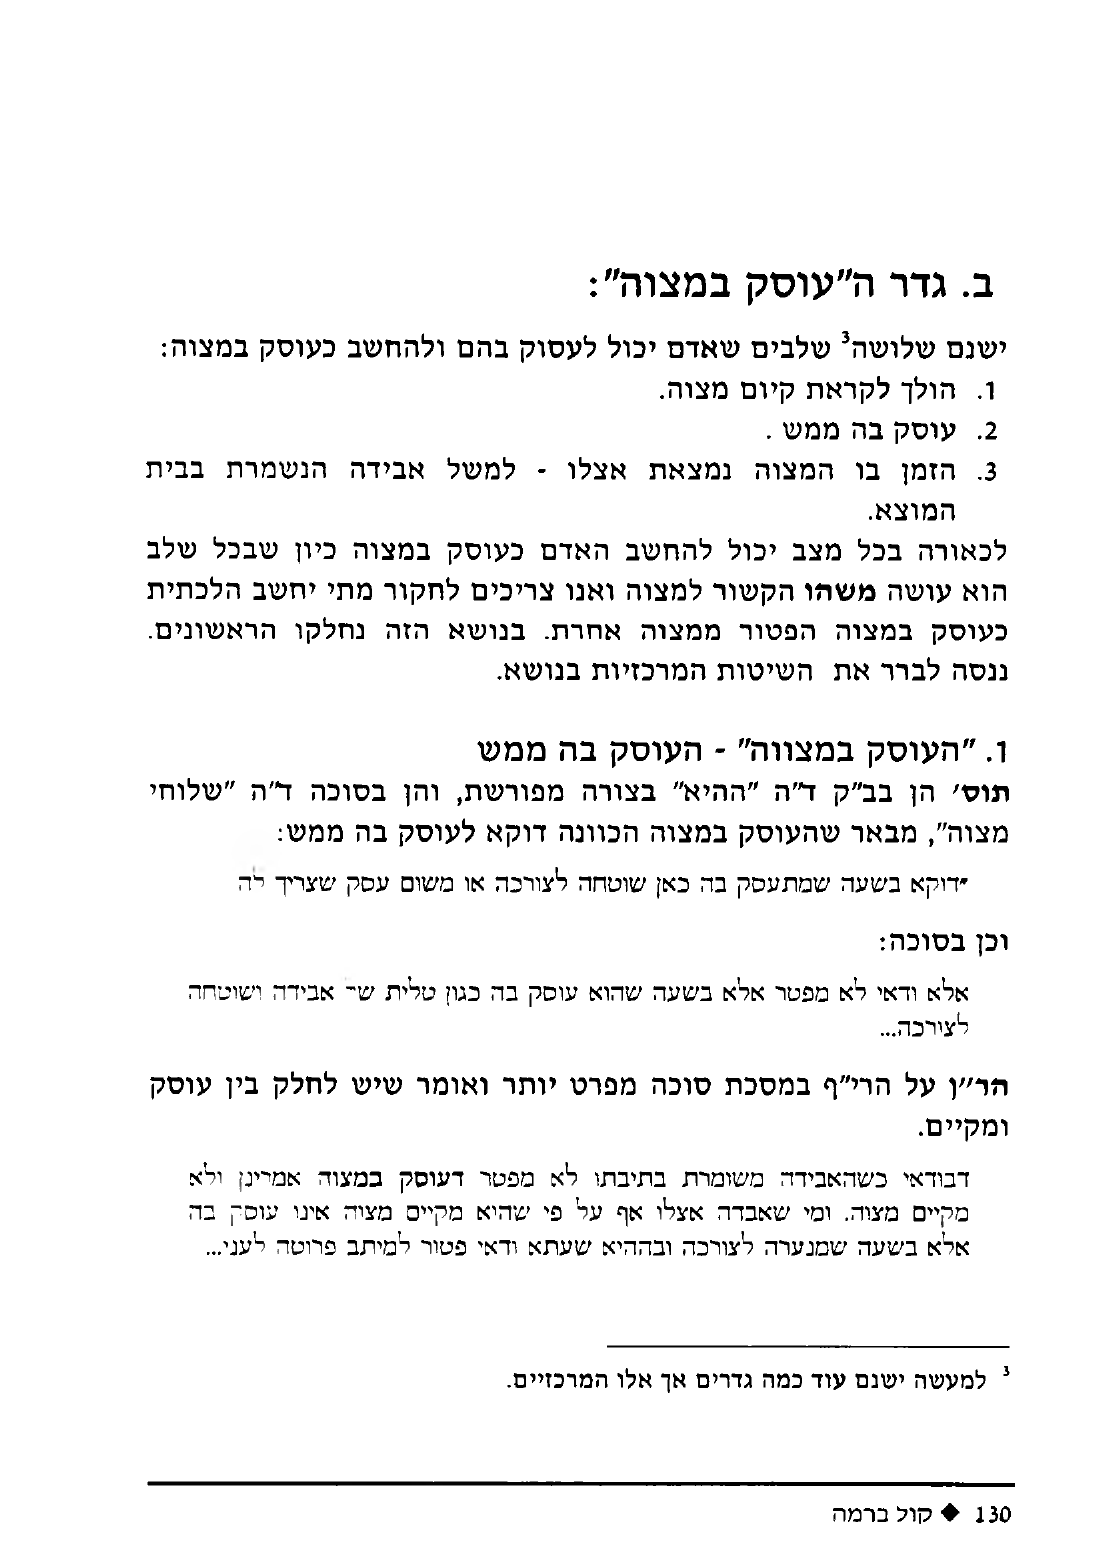 ב. גדר ה"עוסק במצוה":
ישנם שלושה³ שלבים שאדם יכול לעסוק בהם ולהחשב כעוסק במצוה:
1. הולך לקראת קיום מצוה.
2. עוסק בה ממש .
3. הזמן בו המצוה נמצאת אצלו - למשל אבידה הנשמרת בבית
המוצא.
לכאורה בכל מצב יכול להחשב האדם כעוסק במצוה כיון שבכל שלב
הוא עושה משהו הקשור למצוה ואנו צריכים לחקור מתי יחשב הלכתית
כעוסק במצוה הפטור ממצוה אחרת. בנושא הזה נחלקו הראשונים.
ננסה לברר את השיטות המרכזיות בנושא.
1. "העוסק במצווה" - העוסק בה ממש
תוס' הן בב"ק ד"ה "ההיא" בצורה מפורשת, והן בסוכה ד"ה "שלוחי
מצוה", מבאר שהעוסק במצוה הכוונה דוקא לעוסק בה ממש:
"דוקא בשעה שמתעסק בה כאן שוטחה לצורכה או משום עסק שצריך לה
וכן בסוכה:
אלא ודאי לא מפטר אלא בשעה שהוא עוסק בה כגון טלית של אבידה ושוטחה
לצירכה...
הר"ן על הרי"ף במסכת סוכה מפרט יותר ואומר שיש לחלק בין עוסק
ומקיים.
דבודאי כשהאבידה משומרת בתיבתו לא מפטר דעוסק במצוה אמרינן ולא
מקיים מצוה. ומי שאבדה אצלו אף על פי שהיא מקיים מצוה אינו עוסק בה
אלא בשעה שמנערה לצורכה ובההיא שעתא ודאי פטור למיתב פרוטה לעני...
³ למעשה ישנם עוד כמה גדרים אך אלו המרכזיים.
130 ◆ קול ברמה